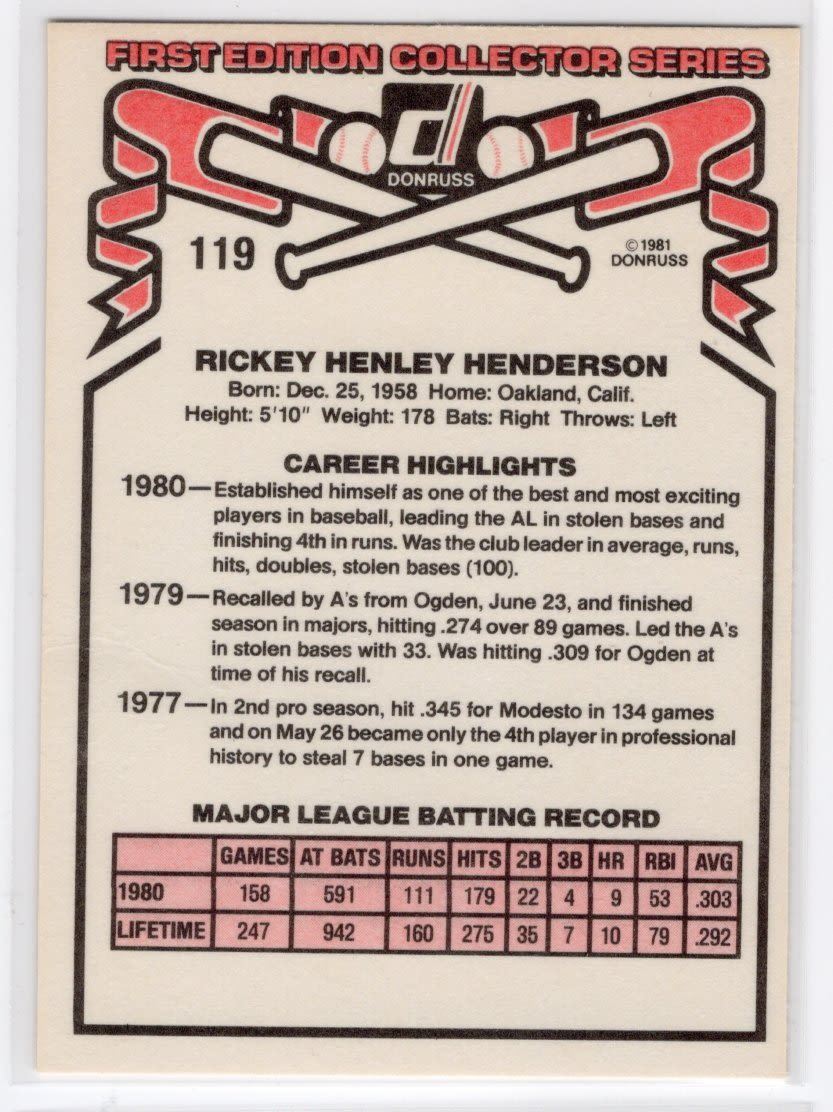 FIRST EDITION COLLECTOR SERIES
d
DONRUSS
119
©1981
DONRUSS
RICKEY HENLEY HENDERSON
Born: Dec. 25, 1958 Home: Oakland, Calif.
Height: 5'10" Weight: 178 Bats: Right Throws: Left
CAREER HIGHLIGHTS
1980—Established himself as one of the best and most exciting
players in baseball, leading the AL in stolen bases and
finishing 4th in runs. Was the club leader in average, runs,
hits, doubles, stolen bases (100).
1979—Recalled by A's from Ogden, June 23, and finished
season in majors, hitting .274 over 89 games. Led the A's
in stolen bases with 33. Was hitting .309 for Ogden at
time of his recall.
1977—In 2nd pro season, hit .345 for Modesto in 134 games
and on May 26 became only the 4th player in professional
history to steal 7 bases in one game.
MAJOR LEAGUE BATTING RECORD
GAMES AT BATS RUNS HITS 2B 3B HR RBI AVG
1980 158 591 111 179 22 4 9 53 .303
LIFETIME 247 942 160 275 35 7 10 79 .292